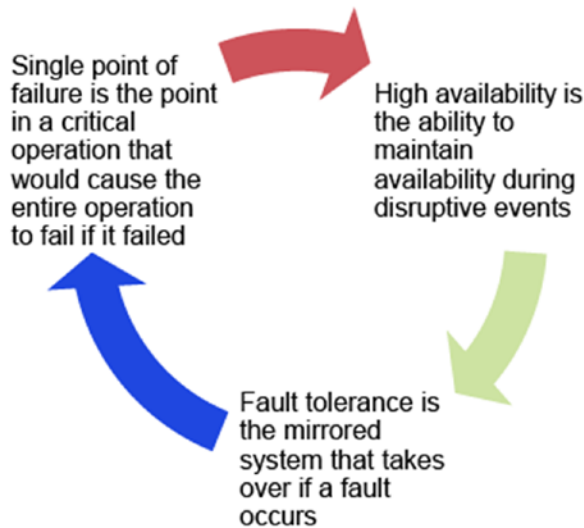 Single point of
failure is the point
in a critical
operation that
would cause the
entire operation
to fail if it failed
High availability is
the ability to
maintain
availability during
disruptive events
Fault tolerance is
the mirrored
system that takes
over if a fault
occurs